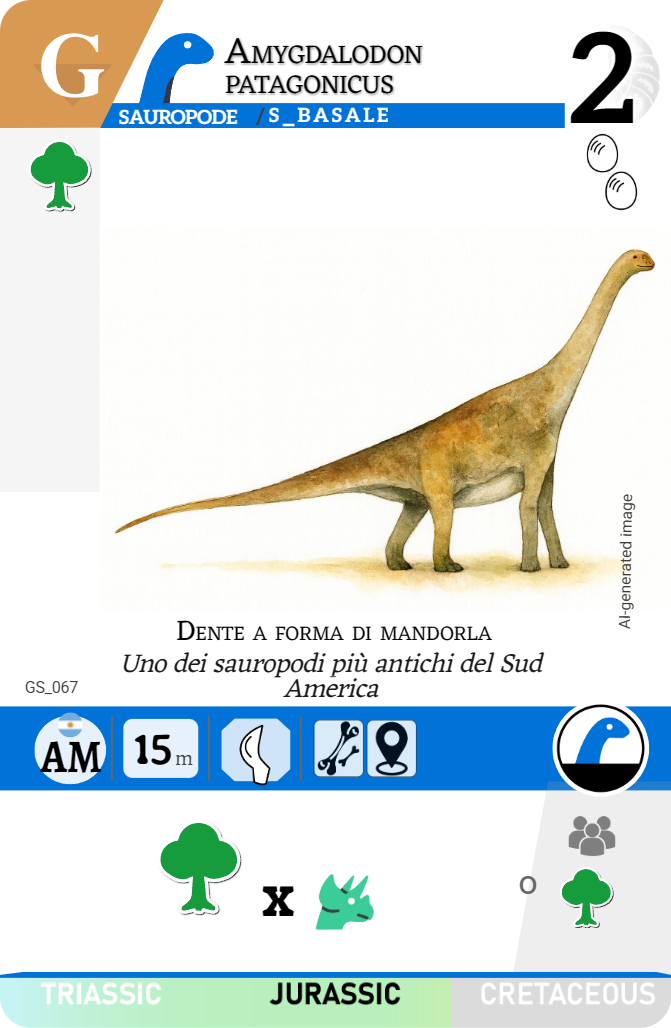 G
AMYGDALODON
PATAGONICUS
2
SAUROPODE / S_BASALE
AI-generated image
DENTE A FORMA DI MANDORLA
Uno dei sauropodi più antichi del Sud
America
GS_067
AM
15 m
x
O
TRIASSIC JURASSIC CRETACEOUS